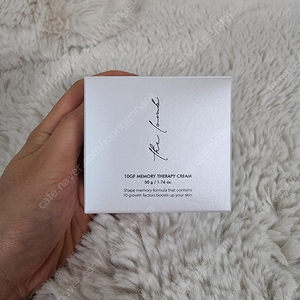 the look
10GF MEMORY THERAPY CREAM
50 g / 1.76 oz.
Shape memory formula that contains
10 growth factors boosts up your skin